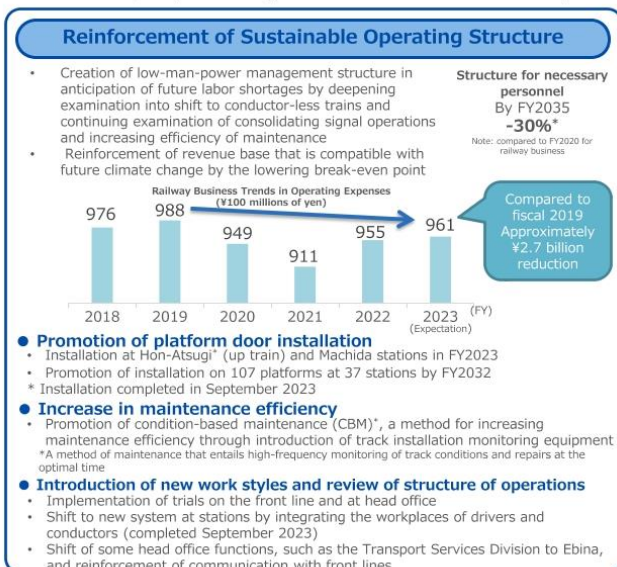 Reinforcement of Sustainable Operating Structure
• Creation of low-man-power management structure in
anticipation of future labor shortages by deepening
examination into shift to conductor-less trains and
continuing examination of consolidating signal operations
and increasing efficiency of maintenance
• Reinforcement of revenue base that is compatible with
future climate change by the lowering break-even point
Structure for necessary
personnel
By FY2035
-30%*
Note: compared to FY2020 for
railway business
Railway Business Trends in Operating Expenses
(¥100 millions of yen)
976 988 949 911 955 961
2018 2019 2020 2021 2022 2023 (FY)
(Expectation)
Compared to
fiscal 2019
Approximately
¥2.7 billion
reduction
● Promotion of platform door installation
• Installation at Hon-Atsugi* (up train) and Machida stations in FY2023
• Promotion of installation on 107 platforms at 37 stations by FY2032
* Installation completed in September 2023
● Increase in maintenance efficiency
• Promotion of condition-based maintenance (CBM)*, a method for increasing
maintenance efficiency through introduction of track installation monitoring equipment
*A method of maintenance that entails high-frequency monitoring of track conditions and repairs at the
optimal time
● Introduction of new work styles and review of structure of operations
• Implementation of trials on the front line and at head office
• Shift to new system at stations by integrating the workplaces of drivers and
conductors (completed September 2023)
• Shift of some head office functions, such as the Transport Services Division to Ebina,
and reinforcement of communication with front lines